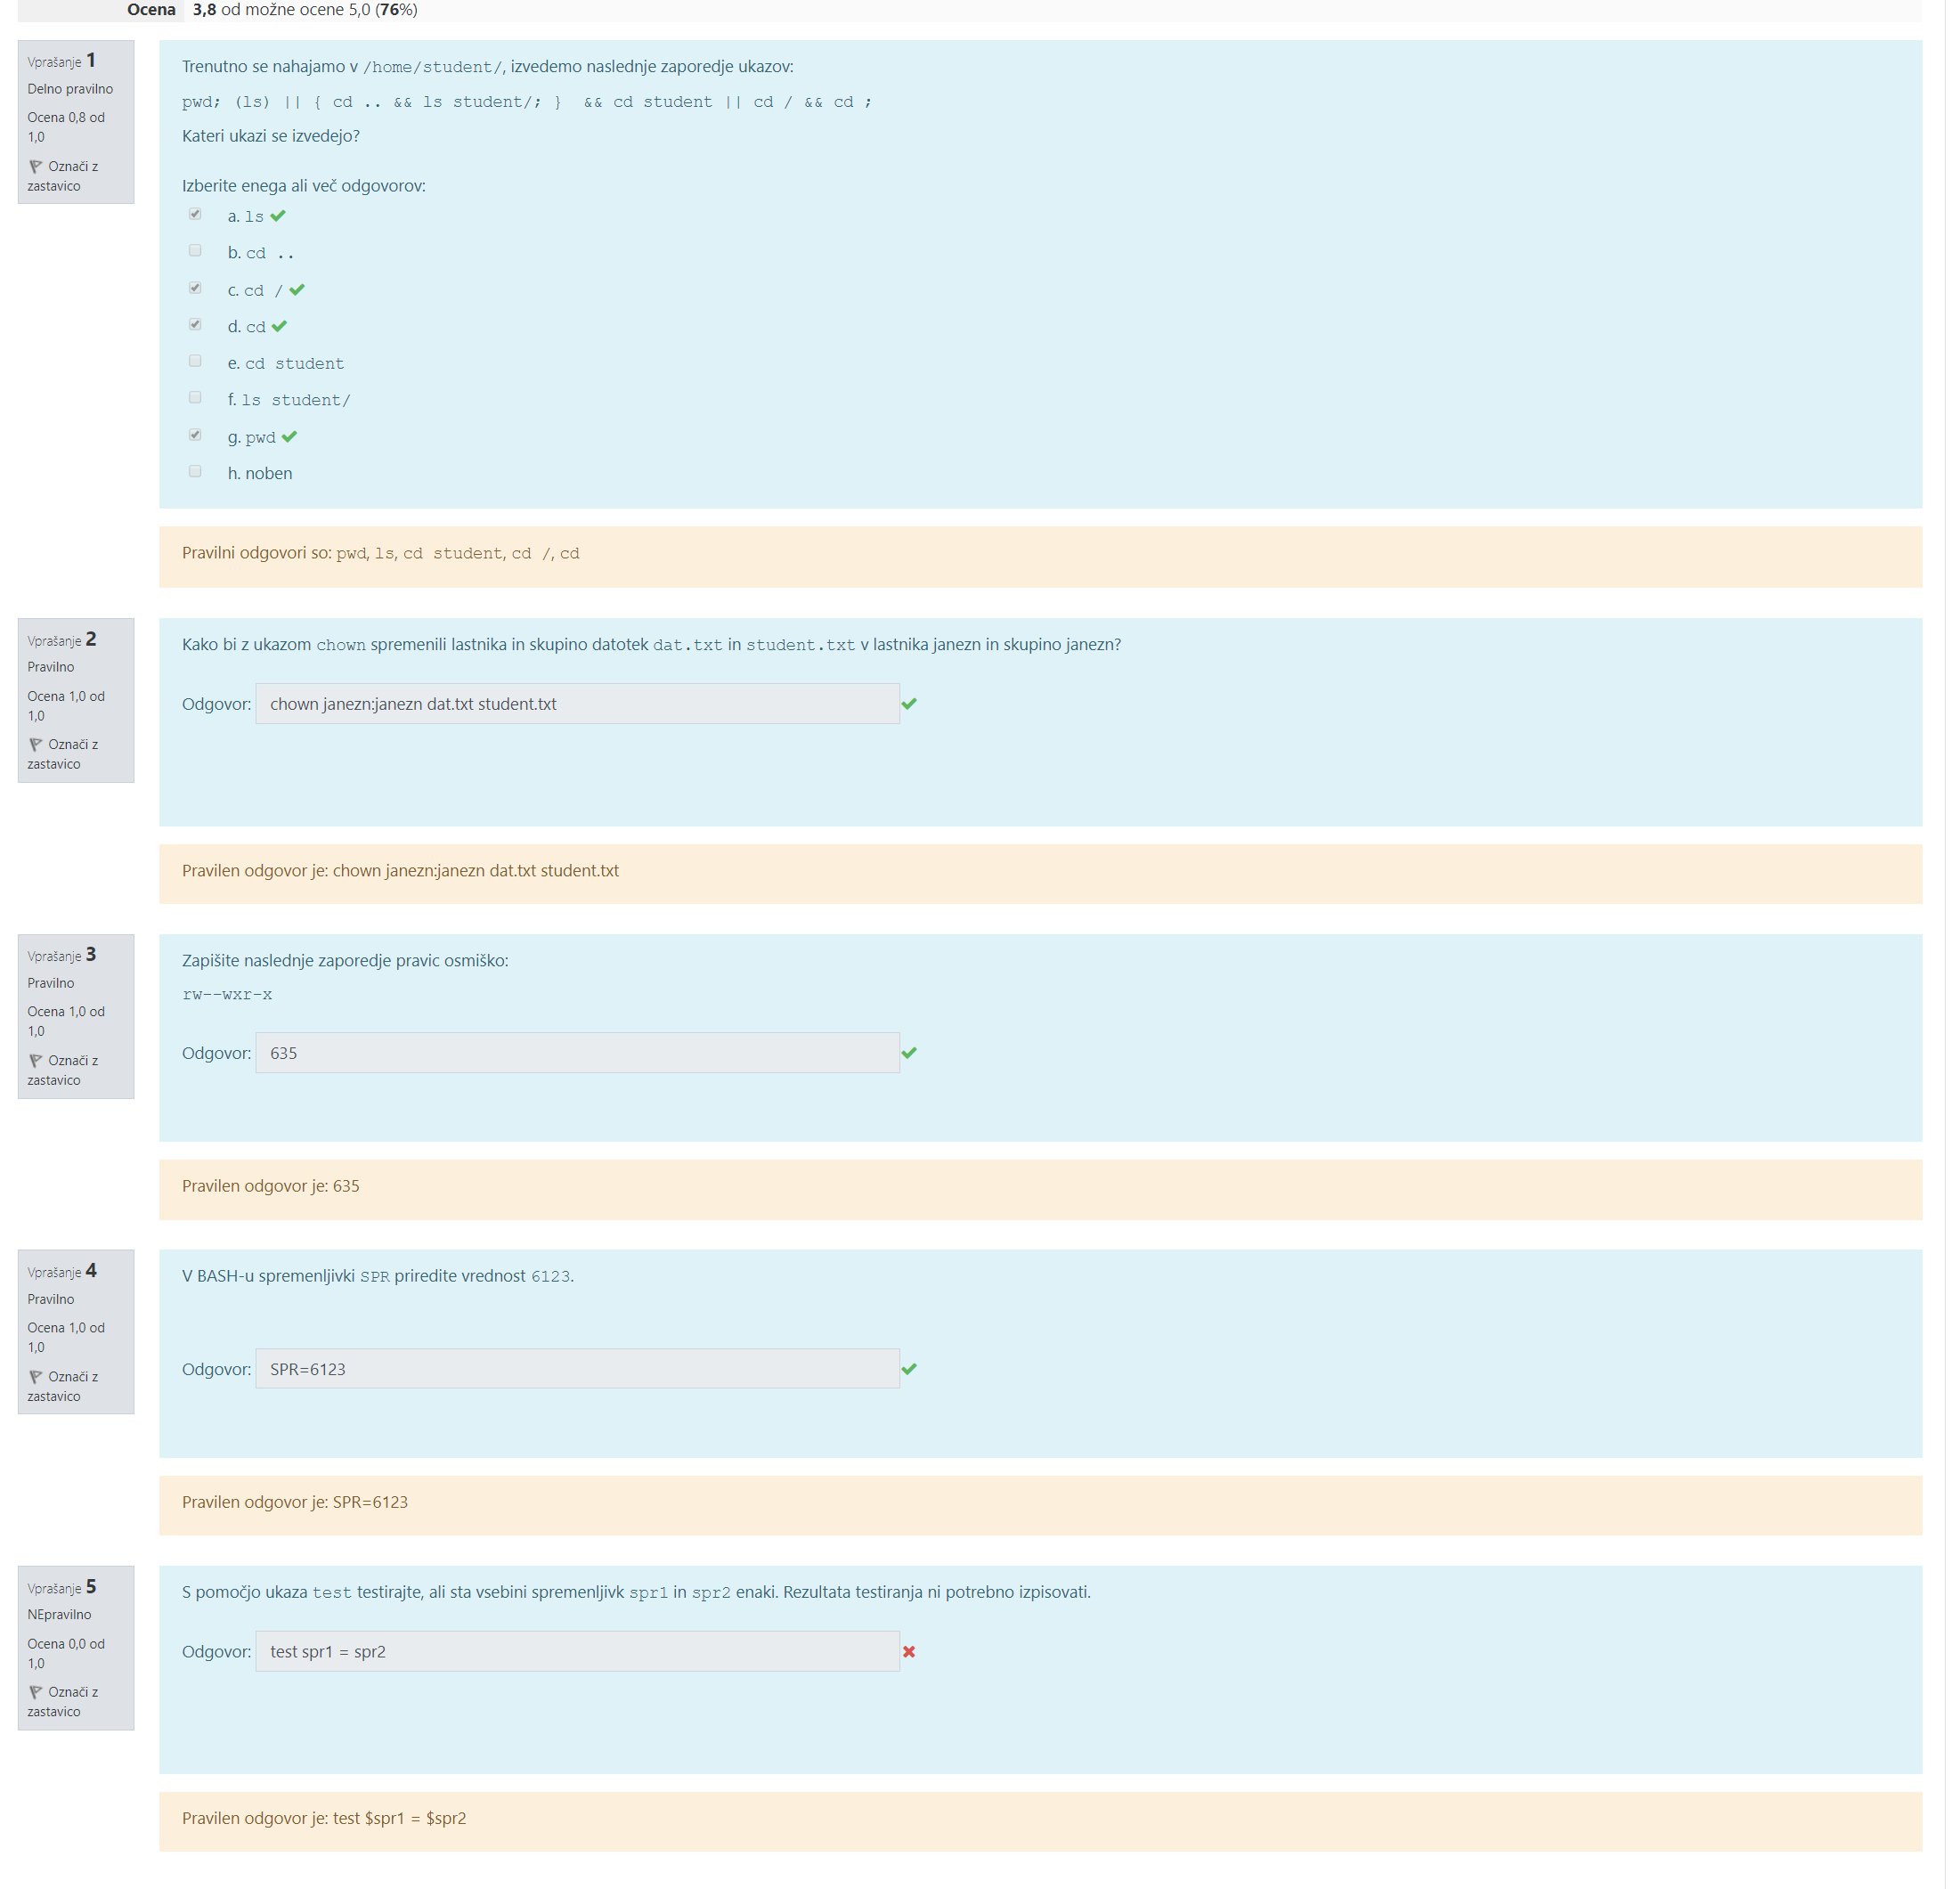 Ocena 3,8 od možne ocene 5,0 (76%)
Vprašanje 1
Delno pravilno
Ocena 0,8 od
1,0
Označi z
zastavico
Trenutno se nahajamo v /home/student/, izvedemo naslednje zaporedje ukazov:
pwd; (ls) || { cd .. && ls student/; }  && cd student || cd / && cd ;
Kateri ukazi se izvedejo?
Izberite enega ali več odgovorov:
a. ls
b. cd ..
c. cd /
d. cd
e. cd student
f. ls student/
g. pwd
h. noben
Pravilni odgovori so: pwd, ls, cd student, cd /, cd
Vprašanje 2
Pravilno
Ocena 1,0 od
1,0
Označi z
zastavico
Kako bi z ukazom chown spremenili lastnika in skupino datotek dat.txt in student.txt v lastnika janezn in skupino janezn?
Odgovor: chown janezn:janezn dat.txt student.txt
Pravilen odgovor je: chown janezn:janezn dat.txt student.txt
Vprašanje 3
Pravilno
Ocena 1,0 od
1,0
Označi z
zastavico
Zapišite naslednje zaporedje pravic osmiško:
rw--wxr-x
Odgovor: 635
Pravilen odgovor je: 635
Vprašanje 4
Pravilno
Ocena 1,0 od
1,0
Označi z
zastavico
V BASH-u spremenljivki SPR priredite vrednost 6123.
Odgovor: SPR=6123
Pravilen odgovor je: SPR=6123
Vprašanje 5
NEpravilno
Ocena 0,0 od
1,0
Označi z
zastavico
S pomočjo ukaza test testirajte, ali sta vsebini spremenljivk spr1 in spr2 enaki. Rezultata testiranja ni potrebno izpisovati.
Odgovor: test spr1 = spr2
Pravilen odgovor je: test $spr1 = $spr2